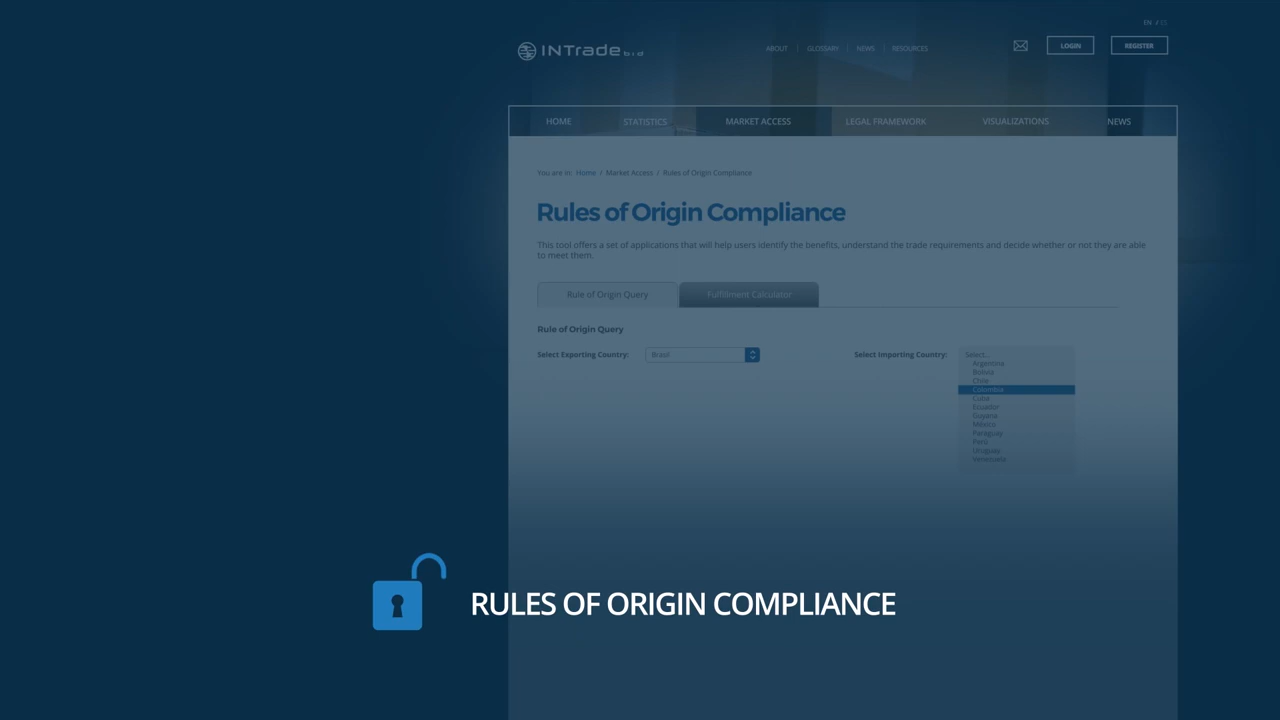 EN / ES
INTrade bid
ABOUT | GLOSSARY | NEWS | RESOURCES
LOGIN
REGISTER
HOME
STATISTICS
MARKET ACCESS
LEGAL FRAMEWORK
VISUALIZATIONS
NEWS
You are in: Home / Market Access / Rules of Origin Compliance
Rules of Origin Compliance
This tool offers a set of applications that will help users identify the benefits, understand the trade requirements and decide whether or not they are able
to meet them.
Rule of Origin Query
Fulfillment Calculator
Rule of Origin Query
Select Exporting Country:
Brasil
Select Importing Country:
Select...
Argentina
Bolivia
Chile
Colombia
Cuba
Ecuador
Guyana
México
Paraguay
Perú
Uruguay
Venezuela
RULES OF ORIGIN COMPLIANCE